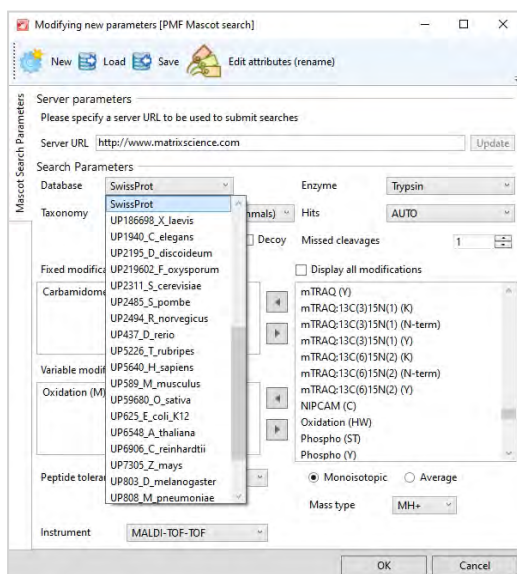 Modifying new parameters [PMF Mascot search]
New Load Save Edit attributes (rename)
Mascot Search Parameters
Server parameters
Please specify a server URL to be used to submit searches
Server URL http://www.matrixscience.com Update
Search Parameters
Database SwissProt Enzyme Trypsin
Taxonomy mmals) Hits AUTO
Decoy Missed cleavages 1
SwissProt
UP186698_X_laevis
UP1940_C_elegans
UP2195_D_discoideum
UP219602_F_oxysporum
UP2311_S_cerevisiae
UP2485_S_pombe
UP2494_R_norvegicus
UP437_D_rerio
UP5226_T_rubripes
UP5640_H_sapiens
UP589_M_musculus
UP59680_O_sativa
UP625_E_coli_K12
UP6548_A_thaliana
UP6906_C_reinhardtii
UP7305_Z_mays
UP803_D_melanogaster
UP808_M_pneumoniae
Fixed modifica
Carbamidome
Variable modif
Oxidation (M)
Display all modifications
mTRAQ (Y)
mTRAQ:13C(3)15N(1) (K)
mTRAQ:13C(3)15N(1) (N-term)
mTRAQ:13C(3)15N(1) (Y)
mTRAQ:13C(6)15N(2) (K)
mTRAQ:13C(6)15N(2) (N-term)
mTRAQ:13C(6)15N(2) (Y)
NIPCAM (C)
Oxidation (HW)
Phospho (ST)
Phospho (Y)
Peptide tolera Monoisotopic Average
Mass type MH+
Instrument MALDI-TOF-TOF
OK Cancel